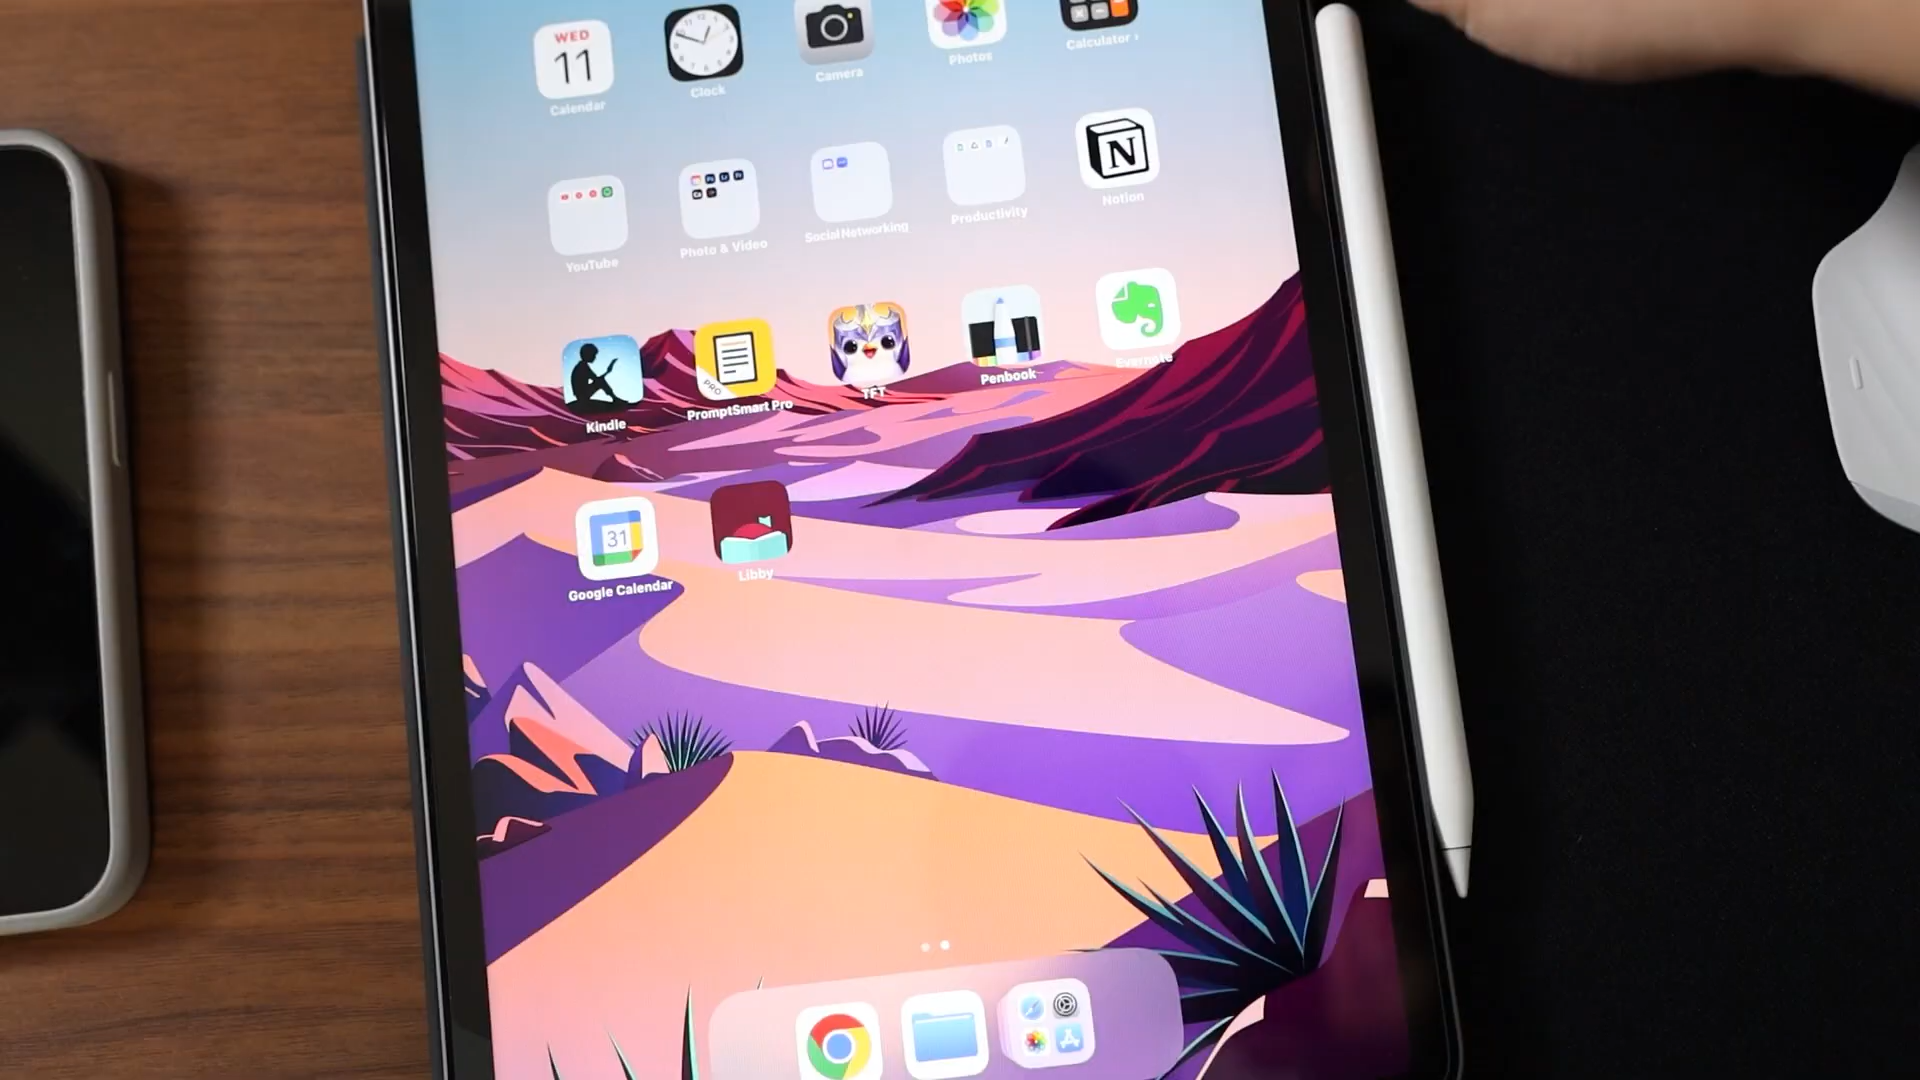 WED
11
Calendar
Clock
Camera
Photos
Calculator
YouTube
Photo & Video
Social Networking
Productivity
N
Notion
Kindle
PRO
PromptSmart Pro
TFT
Penbook
Evernote
31
Google Calendar
Libby